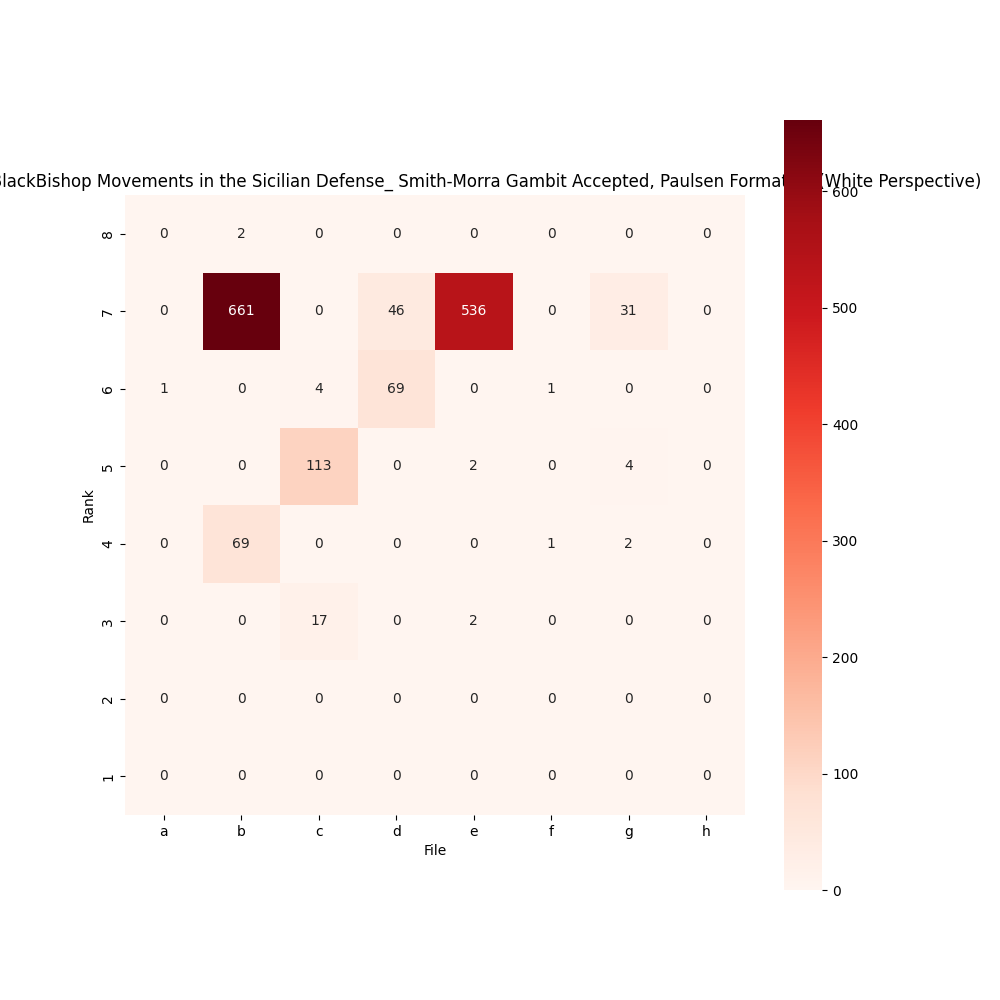 BlackBishop Movements in the Sicilian Defense_ Smith-Morra Gambit Accepted, Paulsen (White Perspective)
600
8 0 2 0 0 0 0 0 0
7 0 661 0 46 536 0 31 0
500
6 1 0 4 69 0 1 0 0
5 0 0 113 0 2 0 4 0
400
Rank
4 0 69 0 0 0 1 2 0
300
3 0 0 17 0 2 0 0 0
200
2 0 0 0 0 0 0 0 0
1 0 0 0 0 0 0 0 0
100
a b c d e f g h
File
0